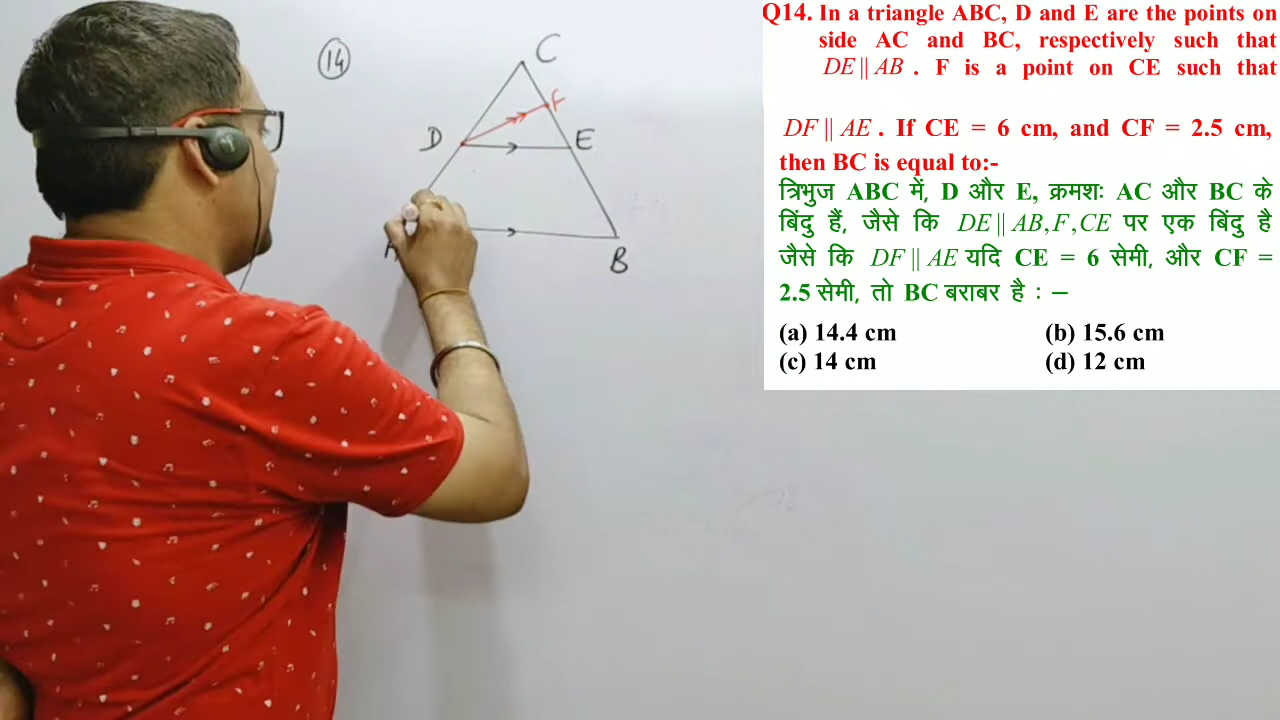 14
C
F
D
E
B
Q14. In a triangle ABC, D and E are the points on
side AC and BC, respectively such that
DE || AB . F is a point on CE such that
DF || AE . If CE = 6 cm, and CF = 2.5 cm,
then BC is equal to:-
त्रिभुज ABC में, D और E, क्रमशः AC और BC के
बिंदु हैं, जैसे कि DE || AB, F , CE पर एक बिंदु है
जैसे कि DF || AE यदि CE = 6 सेमी, और CF =
2.5 सेमी, तो BC बराबर है : –
(a) 14.4 cm (b) 15.6 cm
(c) 14 cm (d) 12 cm